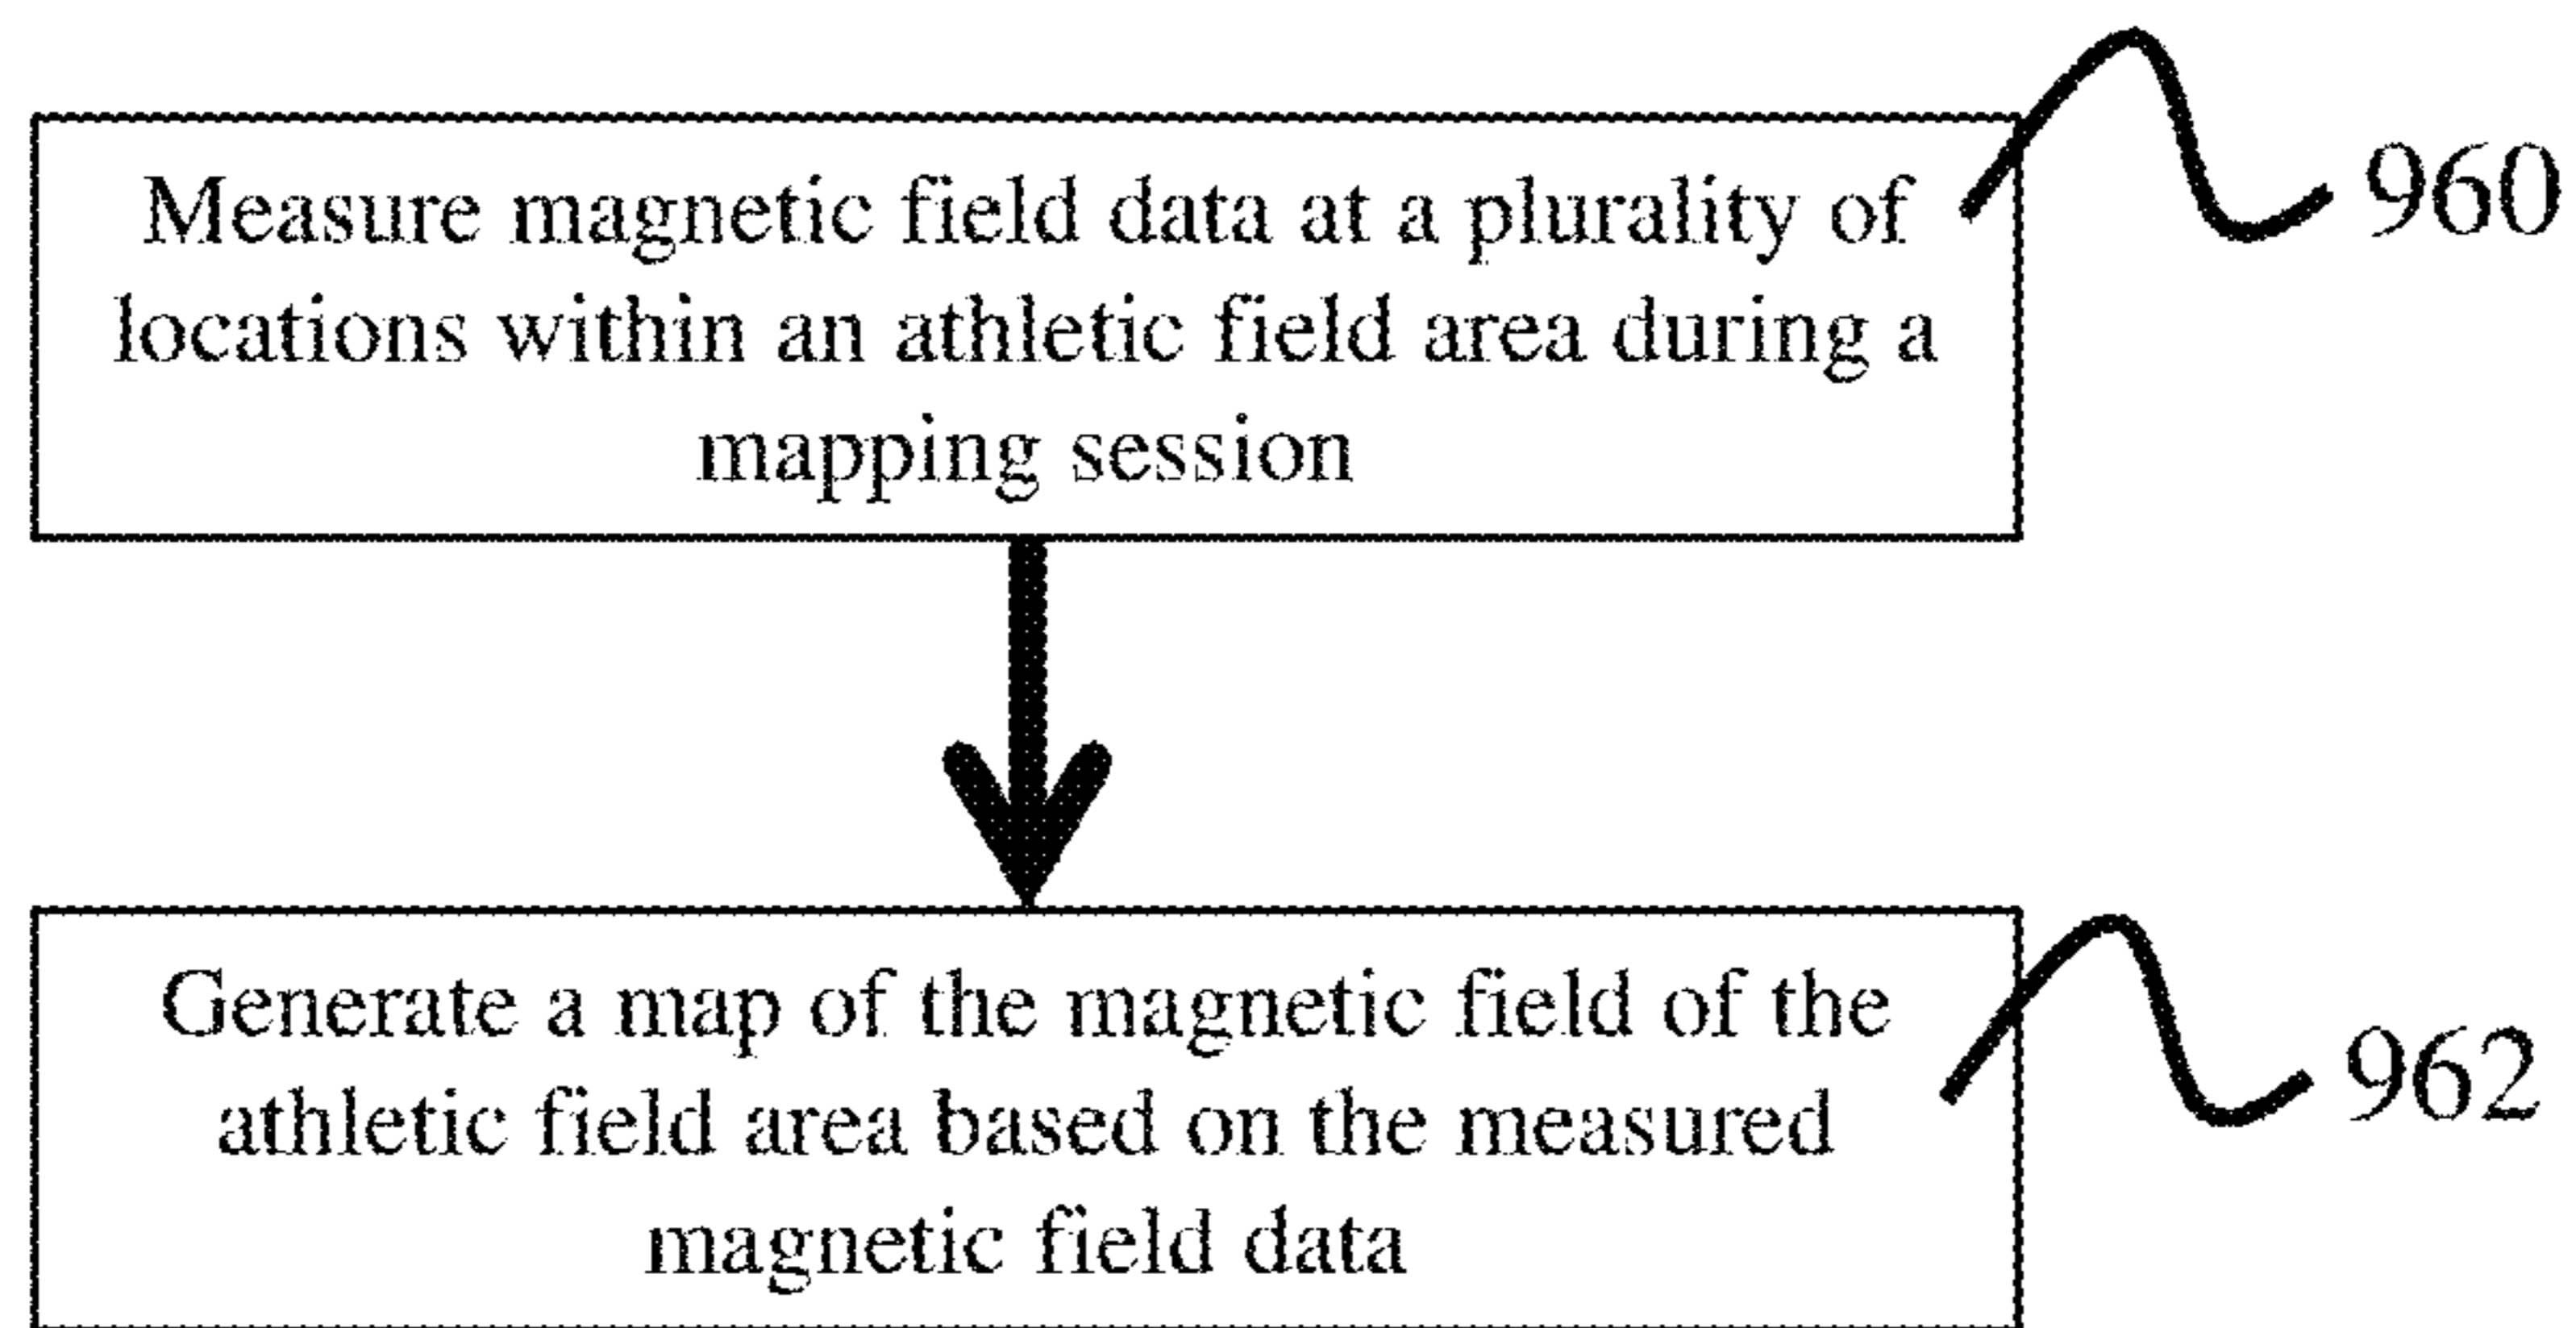 Measure magnetic field data at a plurality of
locations within an athletic field area during a
mapping session
960
Generate a map of the magnetic field of the
athletic field area based on the measured
magnetic field data
962